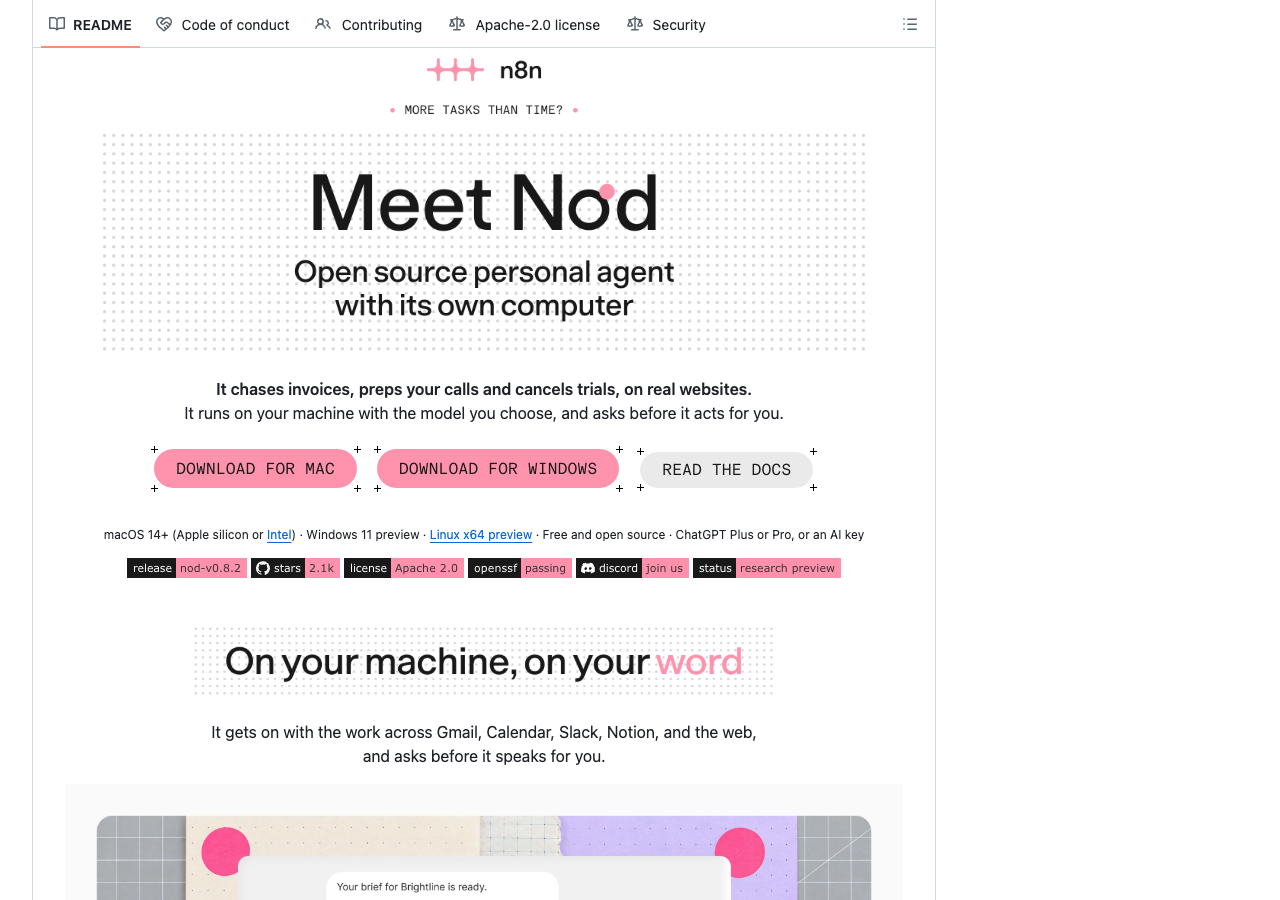 README Code of conduct Contributing Apache-2.0 license Security
n8n
MORE TASKS THAN TIME?
Meet Nod
Open source personal agent
with its own computer
It chases invoices, preps your calls and cancels trials, on real websites.
It runs on your machine with the model you choose, and asks before it acts for you.
DOWNLOAD FOR MAC DOWNLOAD FOR WINDOWS READ THE DOCS
macOS 14+ (Apple silicon or Intel) · Windows 11 preview · Linux x64 preview · Free and open source · ChatGPT Plus or Pro, or an AI key
release nod-v0.8.2 stars 2.1k license Apache 2.0 openssf passing discord join us status research preview
On your machine, on your word
It gets on with the work across Gmail, Calendar, Slack, Notion, and the web,
and asks before it speaks for you.
Your brief for Brightline is ready.